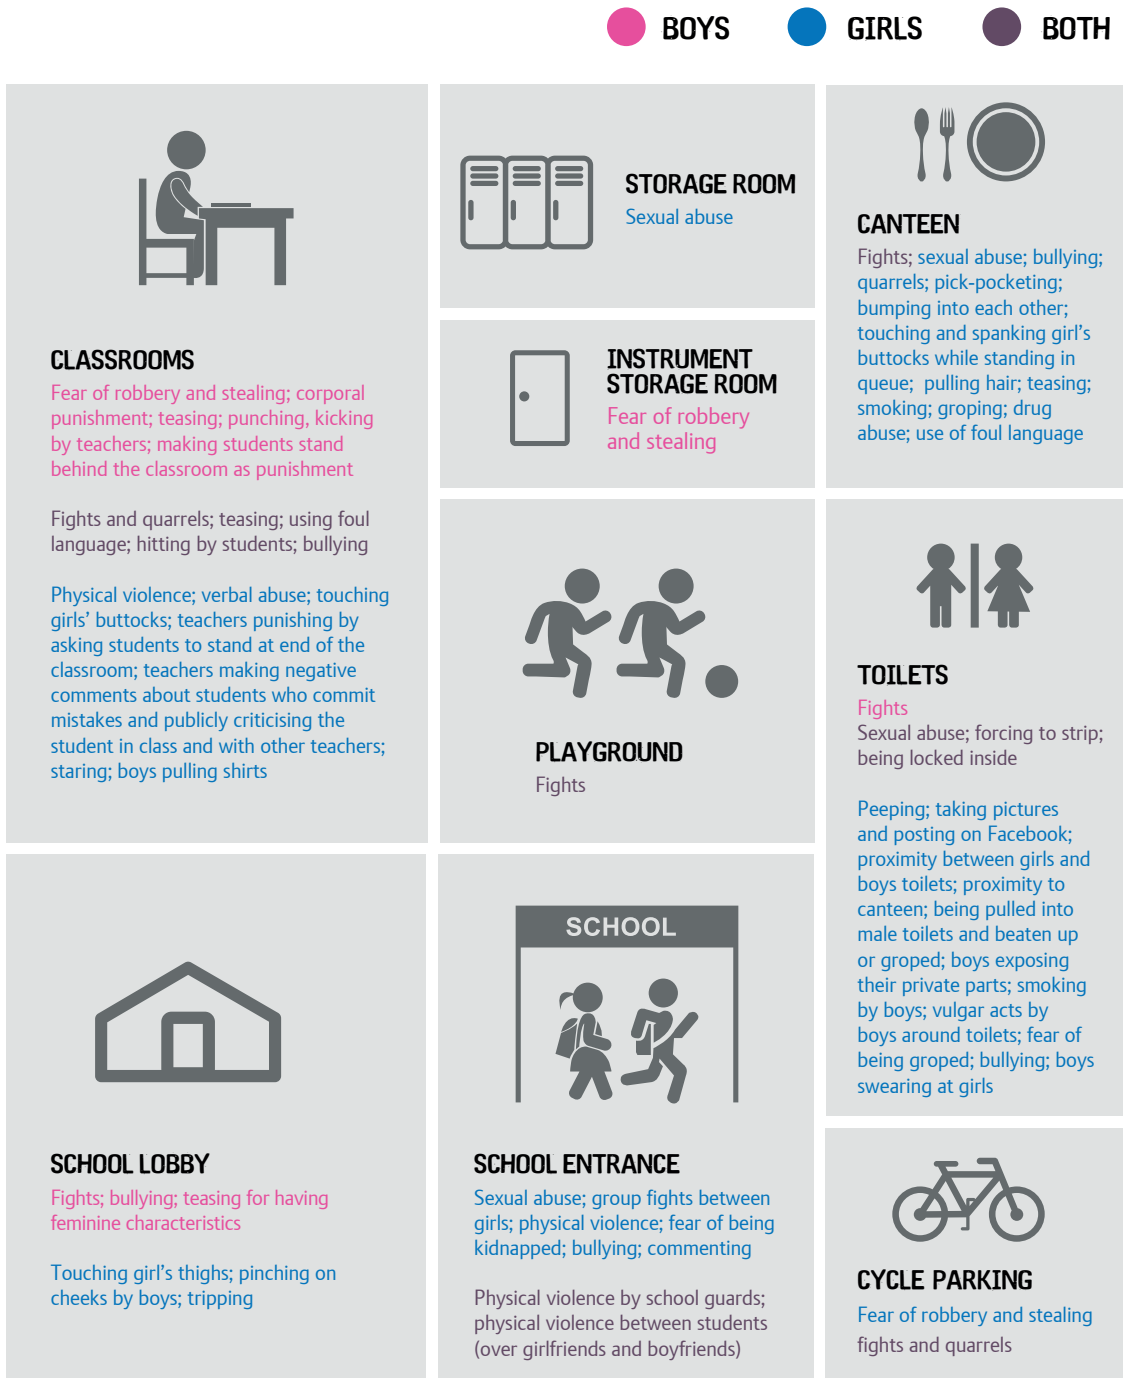 BOYS
GIRLS
BOTH
CLASSROOMS
Fear of robbery and stealing; corporal
punishment; teasing; punching, kicking
by teachers; making students stand
behind the classroom as punishment
Fights and quarrels; teasing; using foul
language; hitting by students; bullying
Physical violence; verbal abuse; touching
girls’ buttocks; teachers punishing by
asking students to stand at end of the
classroom; teachers making negative
comments about students who commit
mistakes and publicly criticising the
student in class and with other teachers;
staring; boys pulling shirts
STORAGE ROOM
Sexual abuse
INSTRUMENT
STORAGE ROOM
Fear of robbery
and stealing
PLAYGROUND
Fights
CANTEEN
Fights; sexual abuse; bullying;
quarrels; pick-pocketing;
bumping into each other;
touching and spanking girl’s
buttocks while standing in
queue; pulling hair; teasing;
smoking; groping; drug
abuse; use of foul language
TOILETS
Fights
Sexual abuse; forcing to strip;
being locked inside
Peeping; taking pictures
and posting on Facebook;
proximity between girls and
boys toilets; proximity to
canteen; being pulled into
male toilets and beaten up
or groped; boys exposing
their private parts; smoking
by boys; vulgar acts by
boys around toilets; fear of
being groped; bullying; boys
swearing at girls
SCHOOL LOBBY
Fights; bullying; teasing for having
feminine characteristics
Touching girl’s thighs; pinching on
cheeks by boys; tripping
SCHOOL
SCHOOL ENTRANCE
Sexual abuse; group fights between
girls; physical violence; fear of being
kidnapped; bullying; commenting
Physical violence by school guards;
physical violence between students
(over girlfriends and boyfriends)
CYCLE PARKING
Fear of robbery and stealing
fights and quarrels